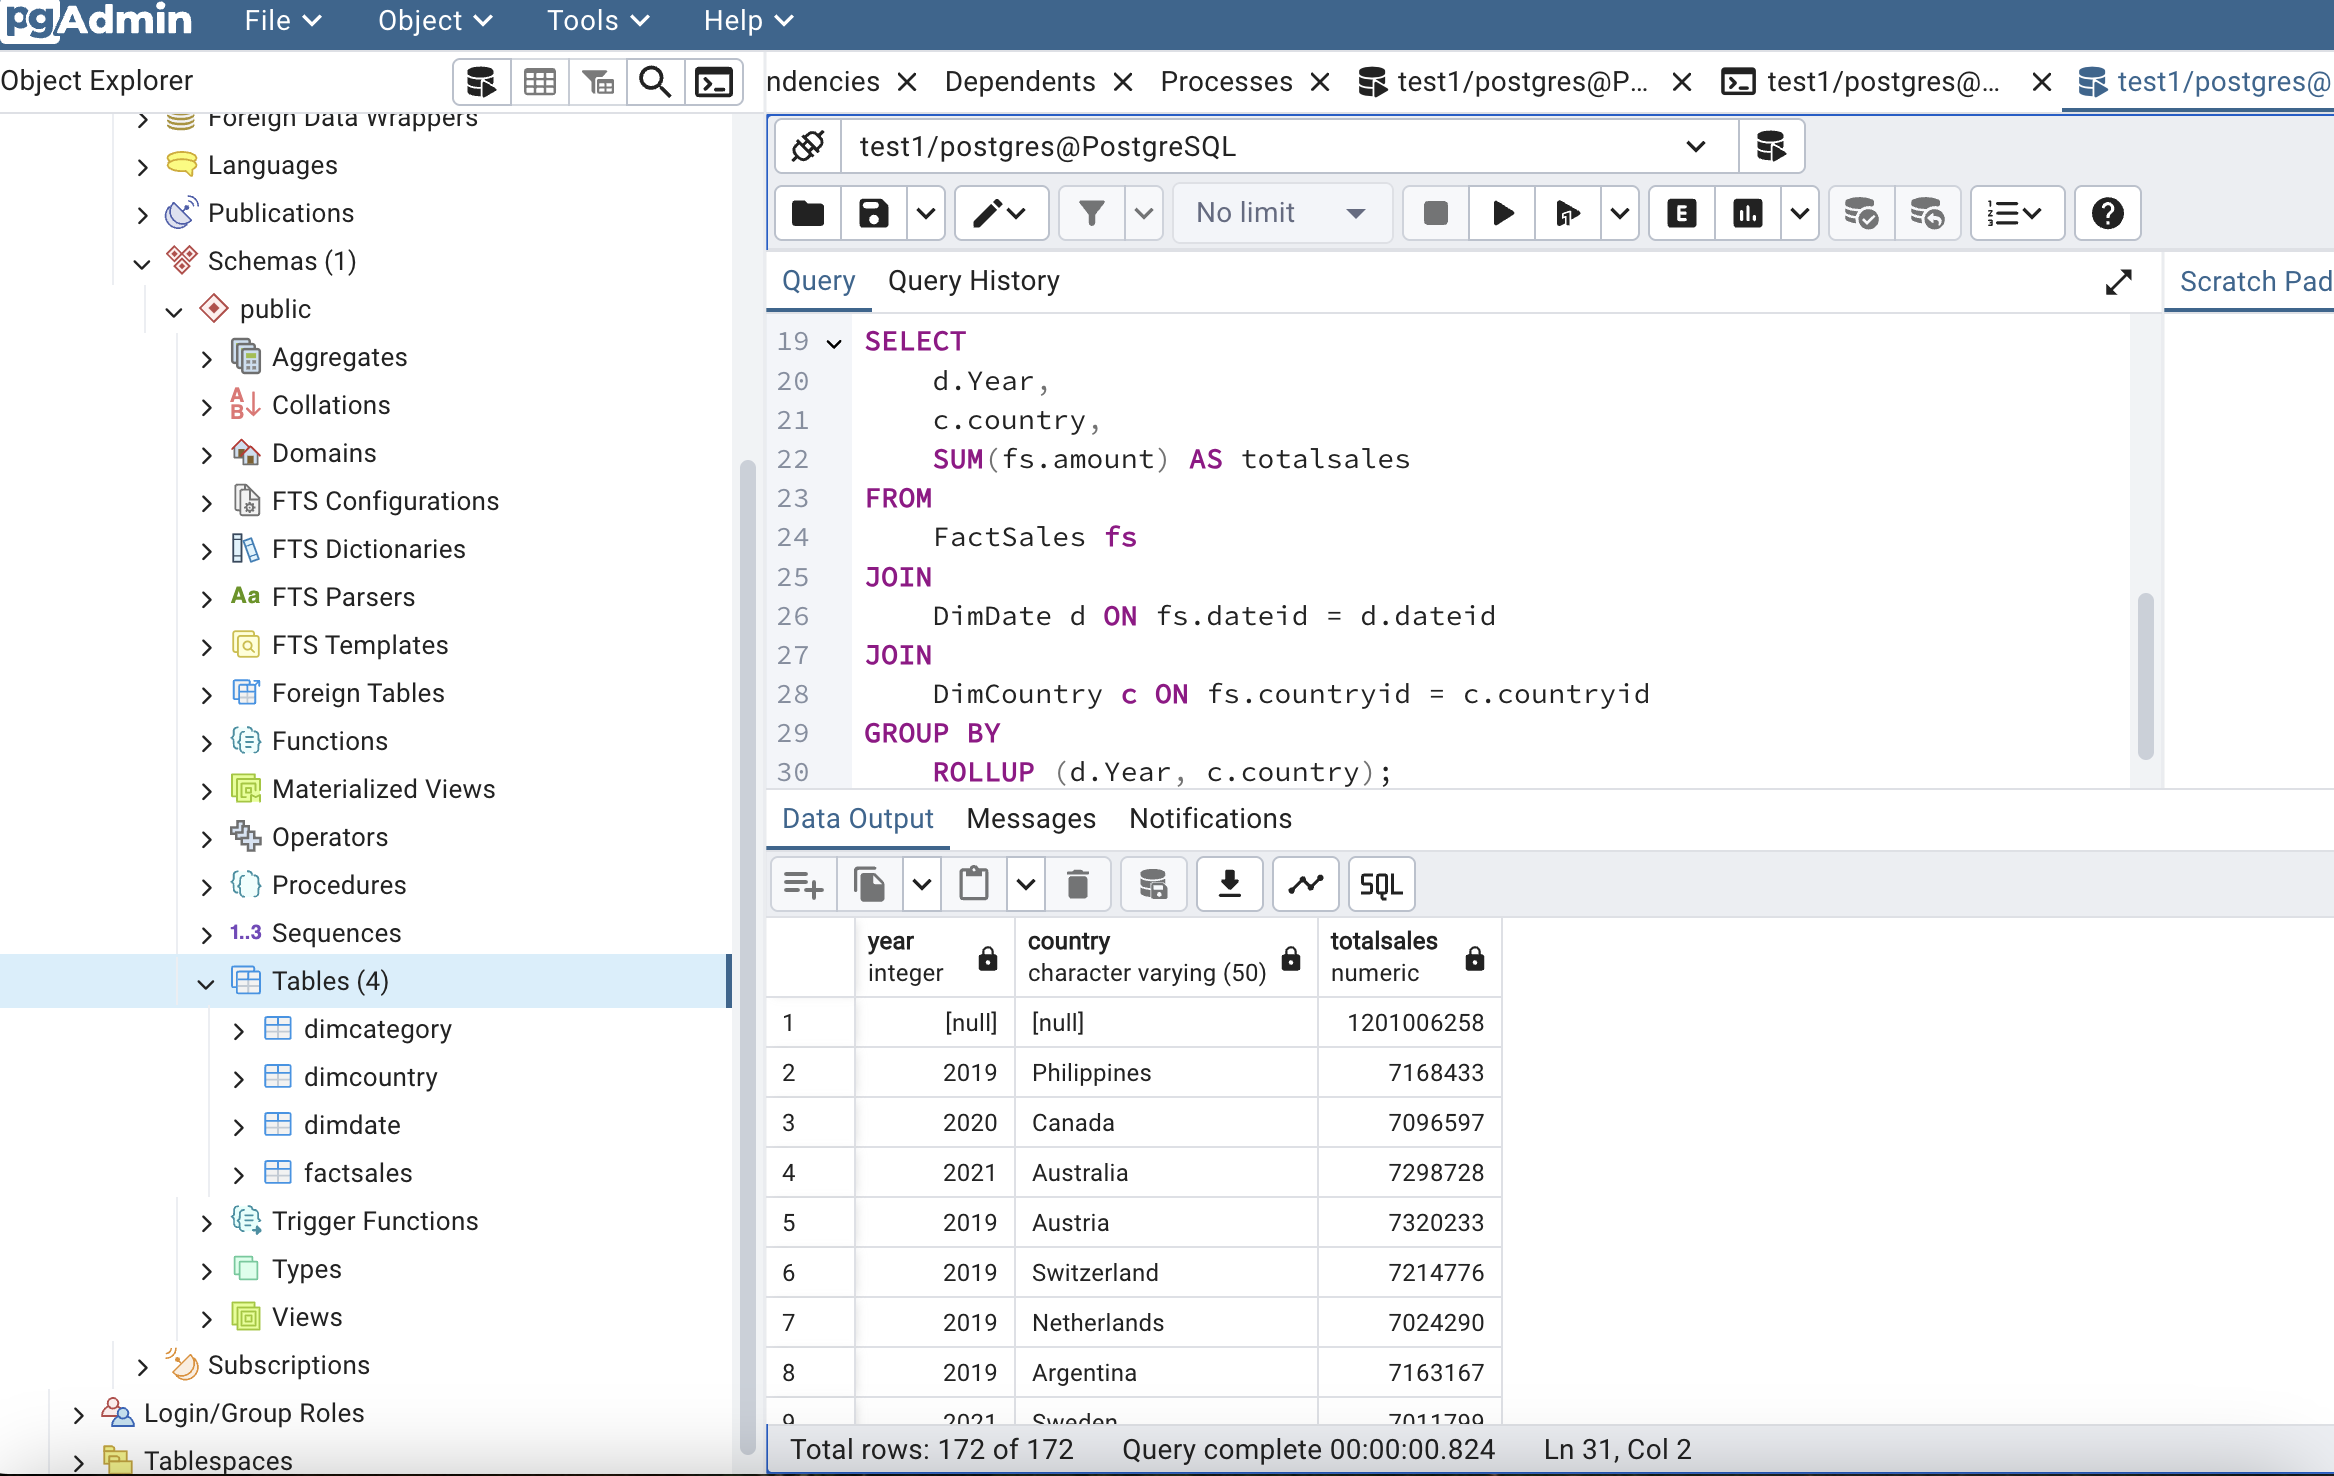 pgAdmin File Object Tools Help
Object Explorer
ndencies Dependents Processes test1/postgres@P... test1/postgres@... test1/postgres@
Foreign Data Wrappers
Languages
Publications
Schemas (1)
public
Aggregates
Collations
Domains
FTS Configurations
FTS Dictionaries
Aa FTS Parsers
FTS Templates
Foreign Tables
Functions
Materialized Views
Operators
Procedures
1..3 Sequences
Tables (4)
dimcategory
dimcountry
dimdate
factsales
Trigger Functions
Types
Views
Subscriptions
Login/Group Roles
Tablespaces
test1/postgres@PostgreSQL
No limit
E
Query Query History
Scratch Pad
19 SELECT
20 d.Year,
21 c.country,
22 SUM(fs.amount) AS totalsales
23 FROM
24 FactSales fs
25 JOIN
26 DimDate d ON fs.dateid = d.dateid
27 JOIN
28 DimCountry c ON fs.countryid = c.countryid
29 GROUP BY
30 ROLLUP (d.Year, c.country);
Data Output Messages Notifications
SQL
year country totalsales
integer character varying (50) numeric
1 [null] [null] 1201006258
2 2019 Philippines 7168433
3 2020 Canada 7096597
4 2021 Australia 7298728
5 2019 Austria 7320233
6 2019 Switzerland 7214776
7 2019 Netherlands 7024290
8 2019 Argentina 7163167
9 2021 Sweden 7011799
Total rows: 172 of 172 Query complete 00:00:00.824 Ln 31, Col 2